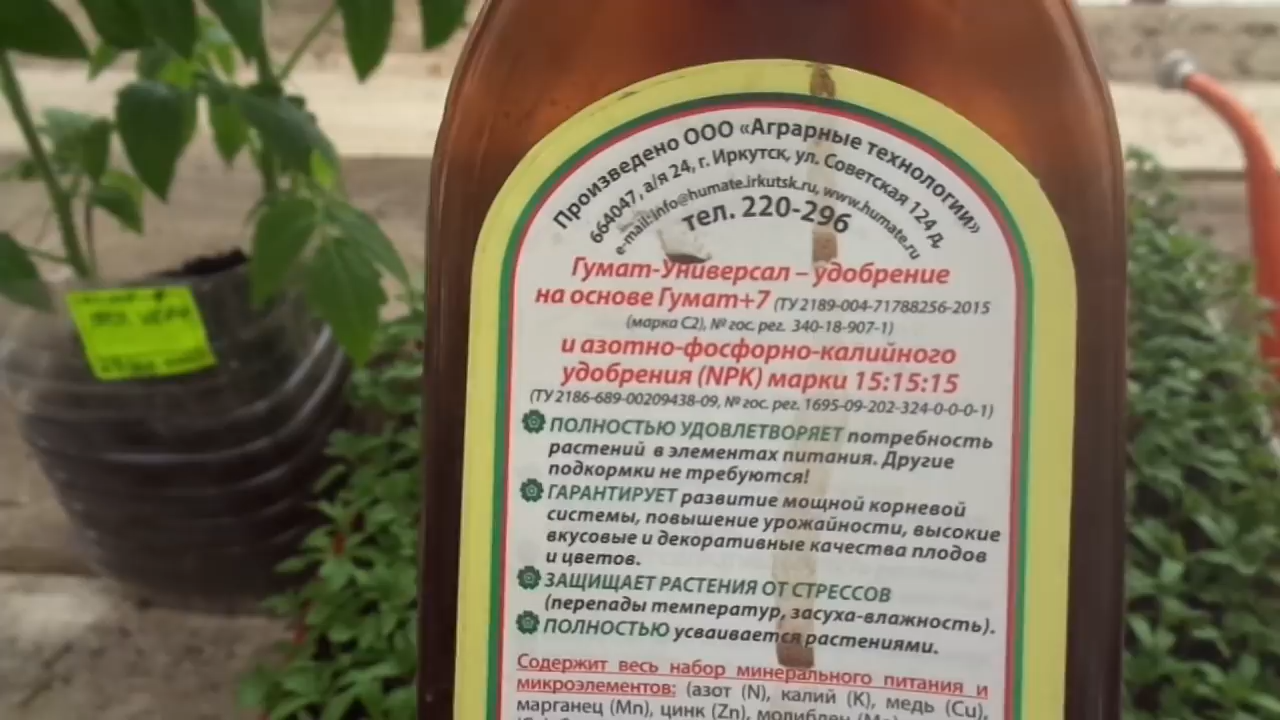 Произведено ООО «Аграрные технологии»
664047, а/я 24, г. Иркутск, ул. Советская 124 д,
e-mail:info@humate.irkutsk.ru, www.humate.ru
тел. 220-296
Гумат-Универсал – удобрение
на основе Гумат+7 (ТУ 2189-004-71788256-2015
(марка С2), № гос. рег. 340-18-907-1)
и азотно-фосфорно-калийного
удобрения (NPK) марки 15:15:15
(ТУ 2186-689-00209438-09, № гос. рег. 1695-09-202-324-0-0-0-1)
ПОЛНОСТЬЮ УДОВЛЕТВОРЯЕТ потребность
растений в элементах питания. Другие
подкормки не требуются!
ГАРАНТИРУЕТ развитие мощной корневой
системы, повышение урожайности, высокие
вкусовые и декоративные качества плодов
и цветов.
ЗАЩИЩАЕТ РАСТЕНИЯ ОТ СТРЕССОВ
(перепады температур, засуха-влажность).
ПОЛНОСТЬЮ усваивается растениями.
Содержит весь набор минерального питания и
микроэлементов: (азот (N), калий (K), медь (Cu),
марганец (Mn), цинк (Zn), молибден